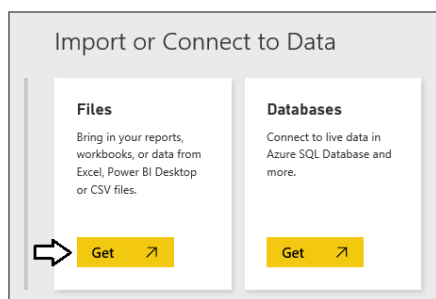 Import or Connect to Data
Files
Bring in your reports,
workbooks, or data from
Excel, Power BI Desktop
or CSV files.
Get
Databases
Connect to live data in
Azure SQL Database and
more.
Get